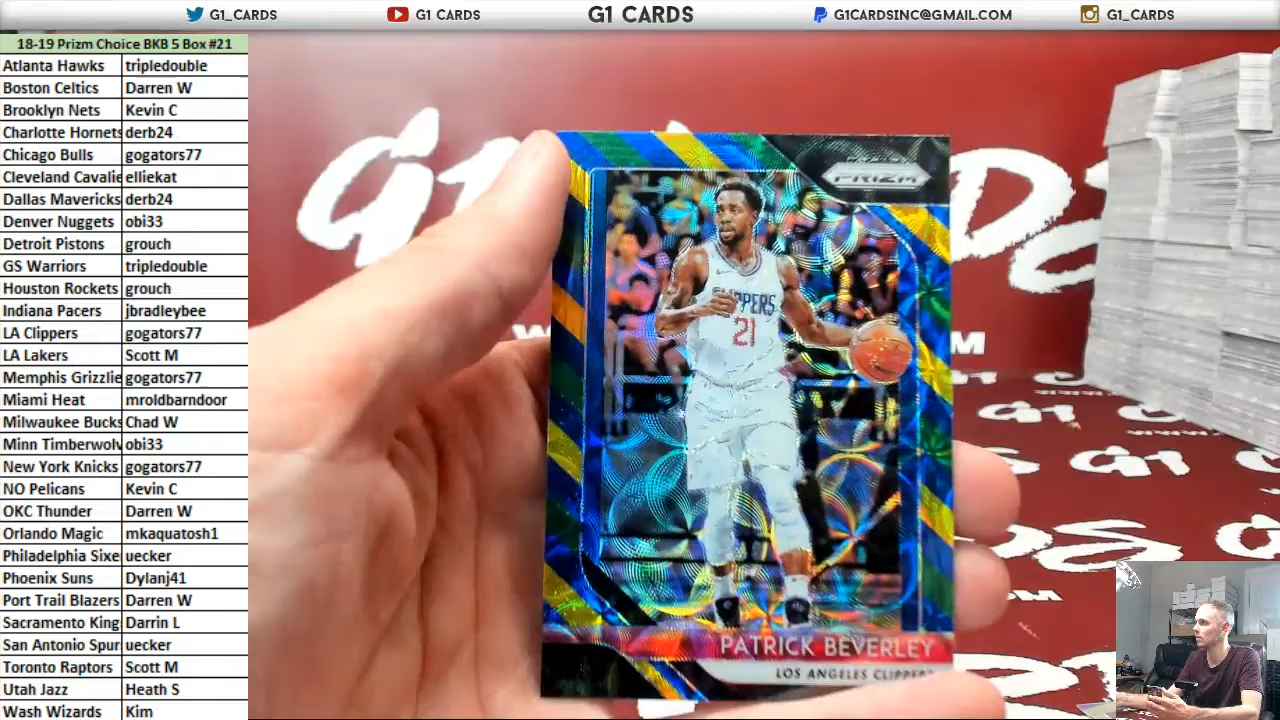 G1_CARDS
G1 CARDS
G1 CARDS
G1CARDSINC@GMAIL.COM
G1_CARDS
18-19 Prizm Choice BKB 5 Box #21
Atlanta Hawks tripledouble
Boston Celtics Darren W
Brooklyn Nets Kevin C
Charlotte Hornets derb24
Chicago Bulls gogators77
Cleveland Cavalie elliekat
Dallas Mavericks derb24
Denver Nuggets obi33
Detroit Pistons grouch
GS Warriors tripledouble
Houston Rockets grouch
Indiana Pacers jbradleybee
LA Clippers gogators77
LA Lakers Scott M
Memphis Grizzlie gogators77
Miami Heat mroldbarndoor
Milwaukee Bucks Chad W
Minn Timberwolv obi33
New York Knicks gogators77
NO Pelicans Kevin C
OKC Thunder Darren W
Orlando Magic mkaquatosh1
Philadelphia Sixe uecker
Phoenix Suns Dylanj41
Port Trail Blazers Darren W
Sacramento King Darrin L
San Antonio Spur uecker
Toronto Raptors Scott M
Utah Jazz Heath S
Wash Wizards Kim
PRIZM
CLIPPERS
21
PATRICK BEVERLEY
LOS ANGELES CLIPPERS
G1